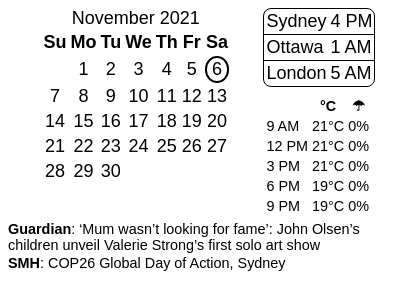 November 2021
Su Mo Tu We Th Fr Sa
1 2 3 4 5 6
7 8 9 10 11 12 13
14 15 16 17 18 19 20
21 22 23 24 25 26 27
28 29 30
Sydney 4 PM
Ottawa 1 AM
London 5 AM
°C ☂
9 AM 21°C 0%
12 PM 21°C 0%
3 PM 21°C 0%
6 PM 19°C 0%
9 PM 19°C 0%
Guardian: ‘Mum wasn’t looking for fame’: John Olsen’s
children unveil Valerie Strong’s first solo art show
SMH: COP26 Global Day of Action, Sydney